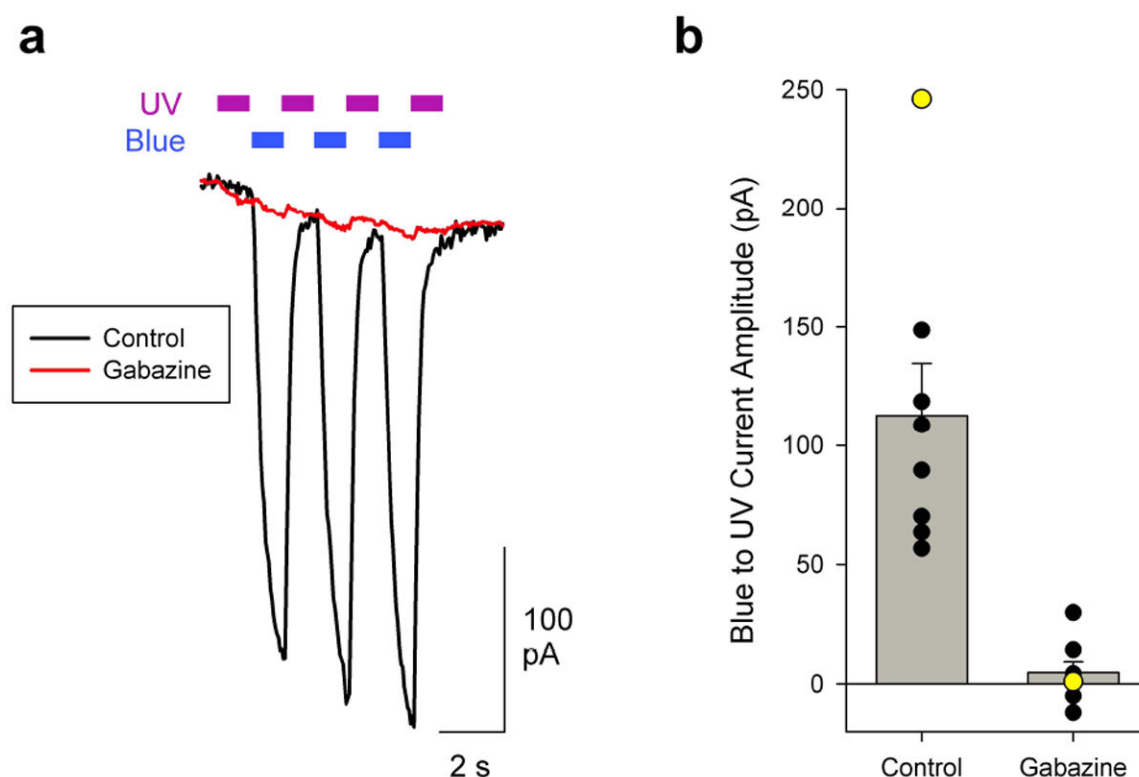 a
UV
Blue
Control
Gabazine
100
pA
2 s
b
Blue to UV Current Amplitude (pA)
250
200
150
100
50
0
Control
Gabazine